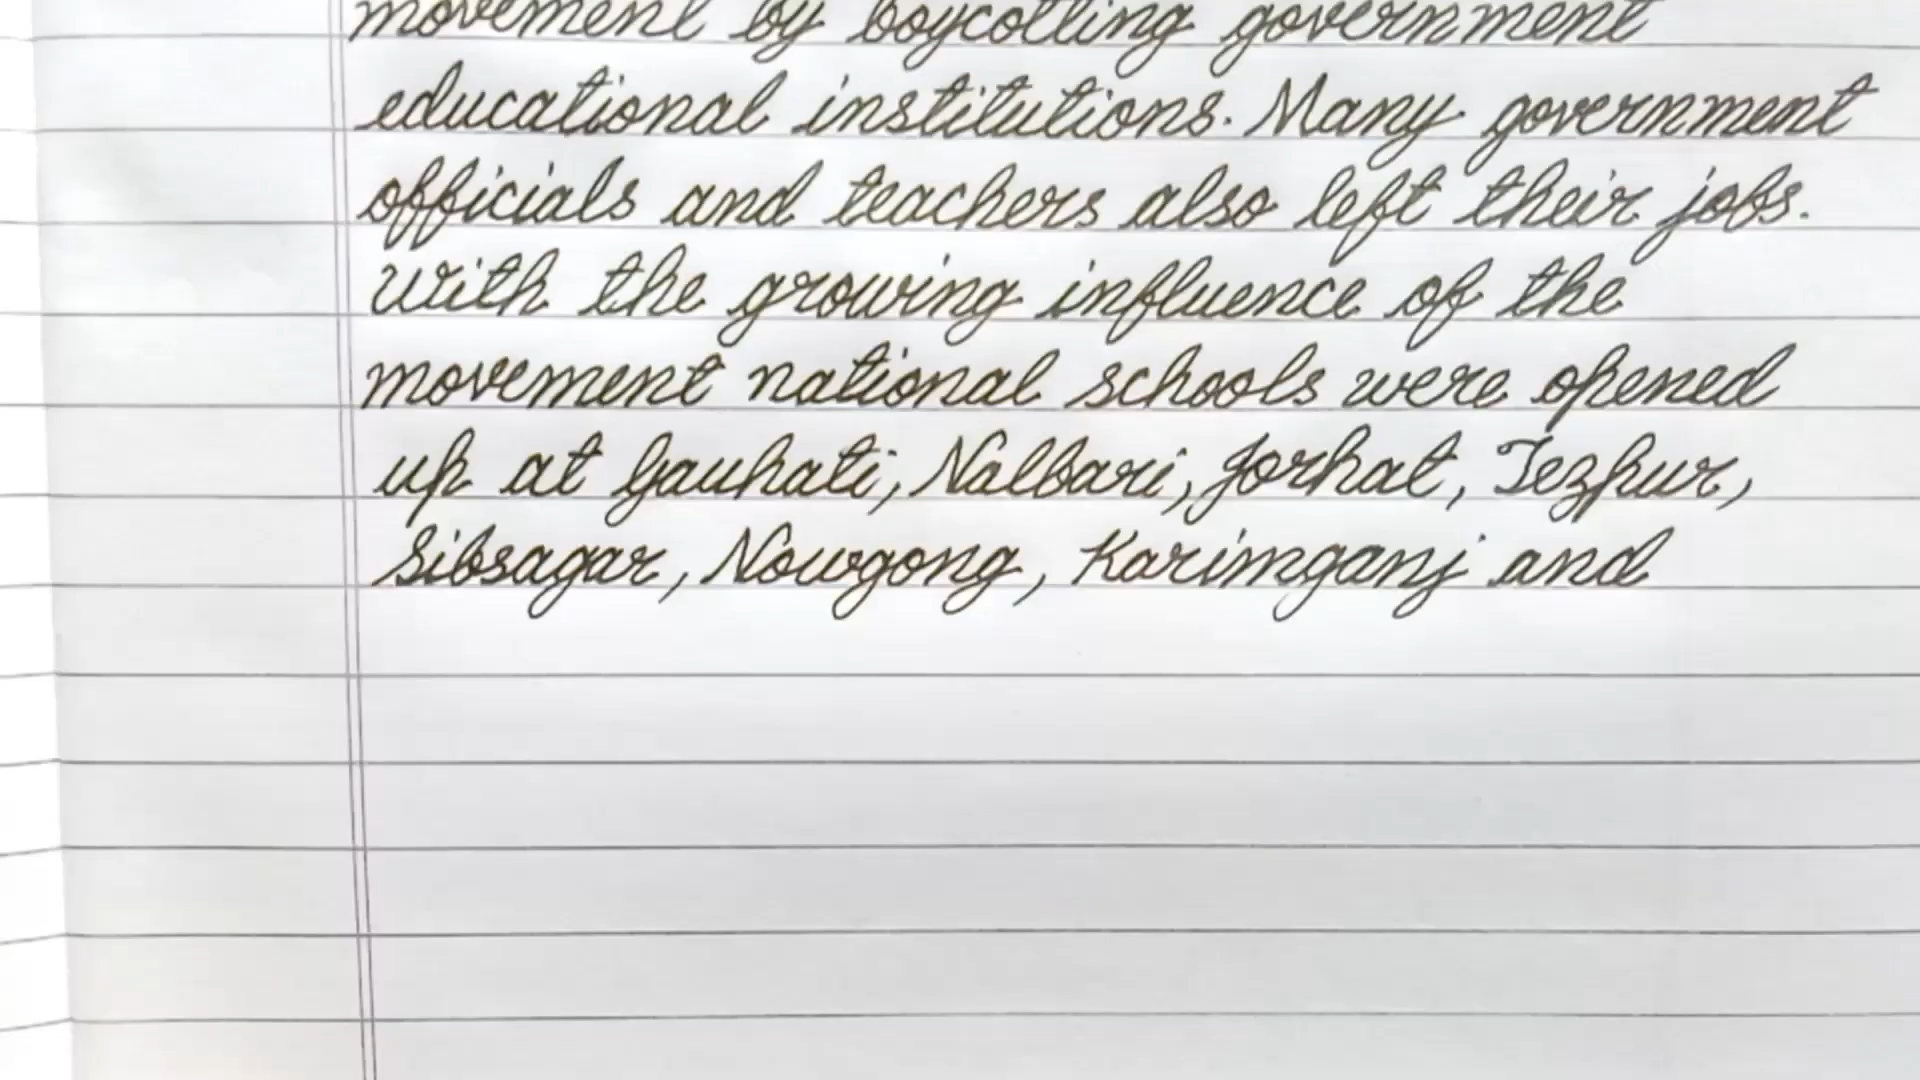 movement by boycotting government
educational institutions. Many government
officials and teachers also left their jobs.
With the growing influence of the
movement national schools were opened
up at Gauhati, Nalbari, Jorhat, Tezpur,
Sibsagar, Nowgong, Karimganj and